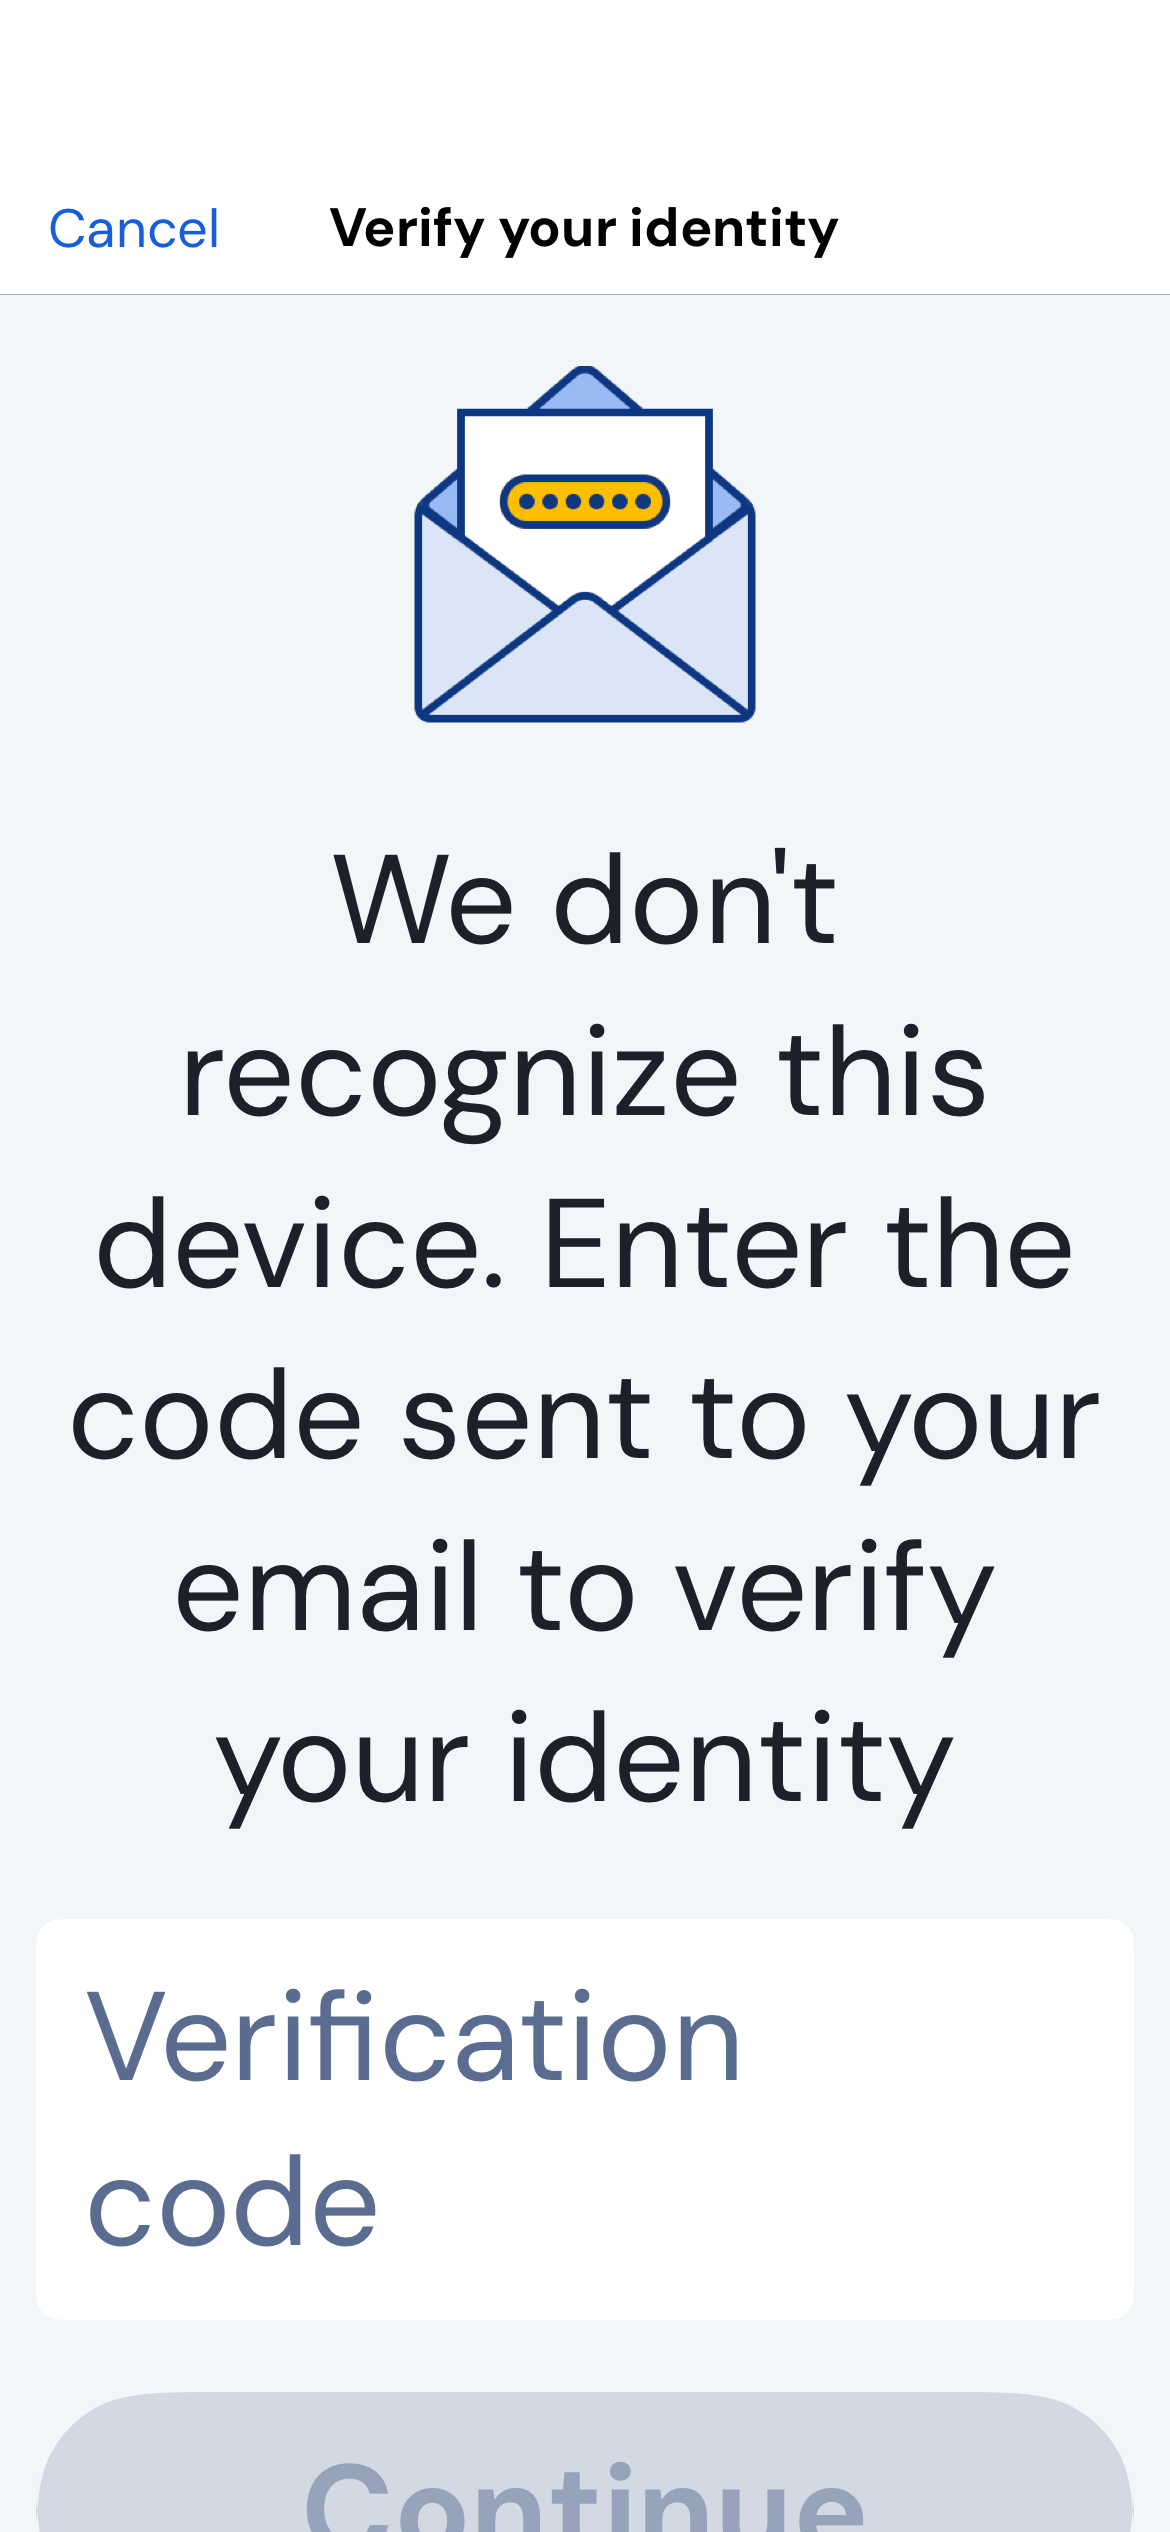 Cancel
Verify your identity
We don't
recognize this
device. Enter the
code sent to your
email to verify
your identity
Verification
code
Continue